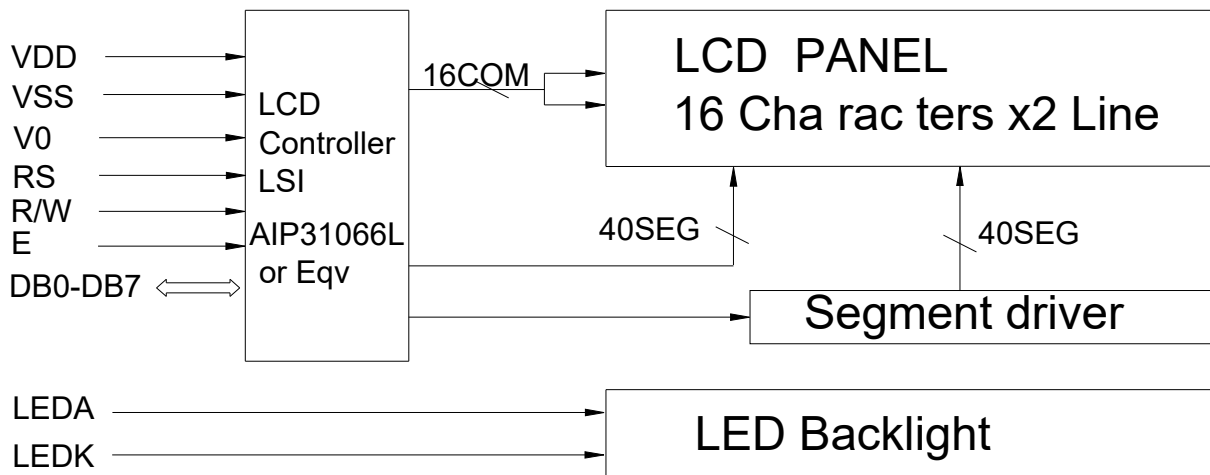 VDD
VSS
V0
RS
R/W
E
DB0-DB7
LCD
Controller
LSI
AIP31066L
or Eqv
16COM
LCD PANEL
16 Cha rac ters x2 Line
40SEG
40SEG
Segment driver
LEDA
LEDK
LED Backlight